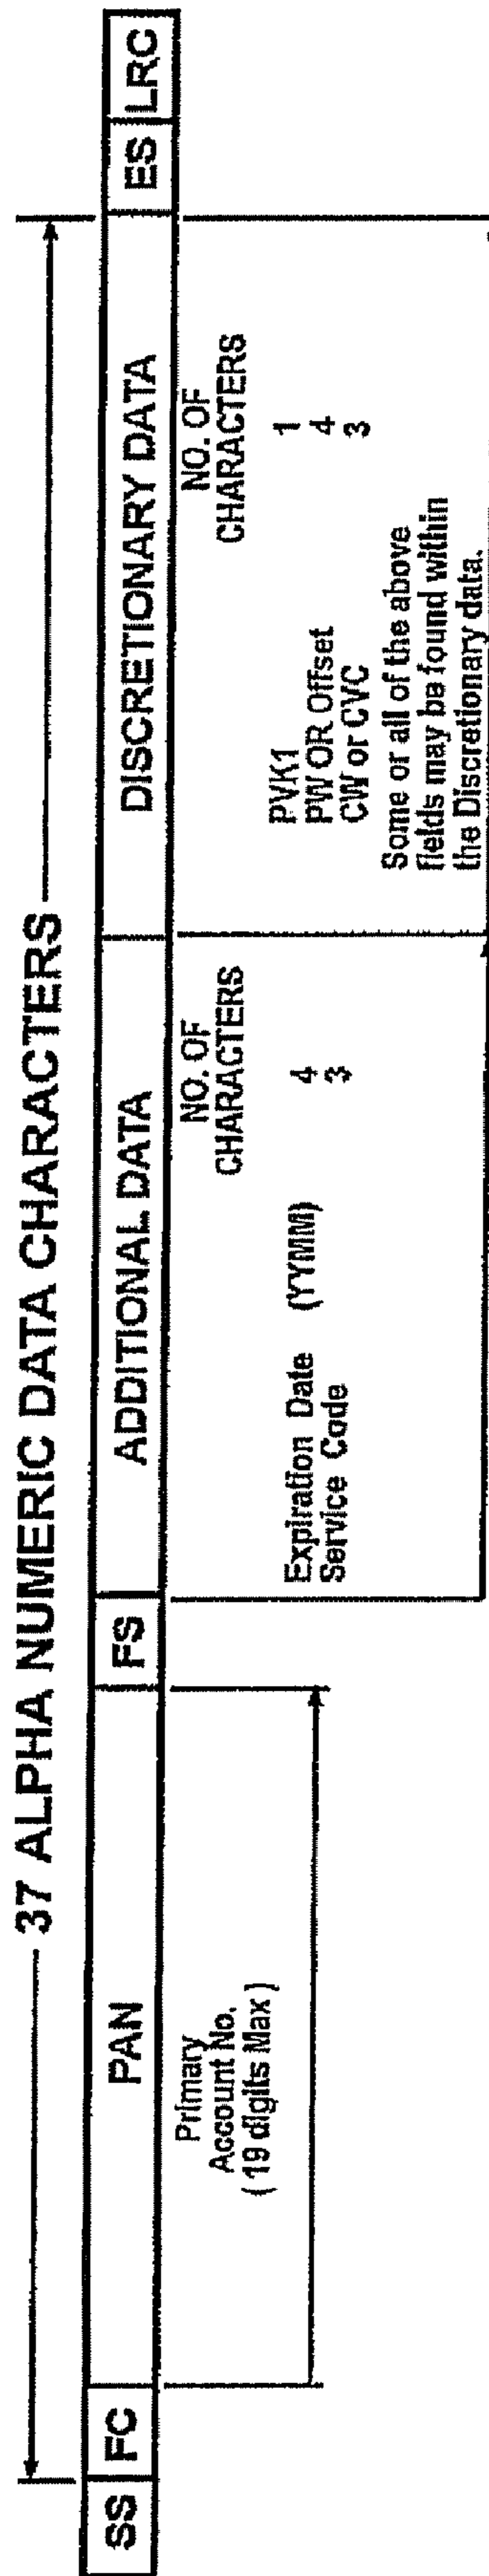 37 ALPHA NUMERIC DATA CHARACTERS
SS FC PAN FS ADDITIONAL DATA DISCRETIONARY DATA ES LRC
Primary
Account No.
(19 digits Max)
NO. OF
CHARACTERS
Expiration Date (YYMM) 4
Service Code 3
NO. OF
CHARACTERS
PVK1 1
PW OR Offset 4
CW or CVC 3
Some or all of the above
fields may be found within
the Discretionary data.